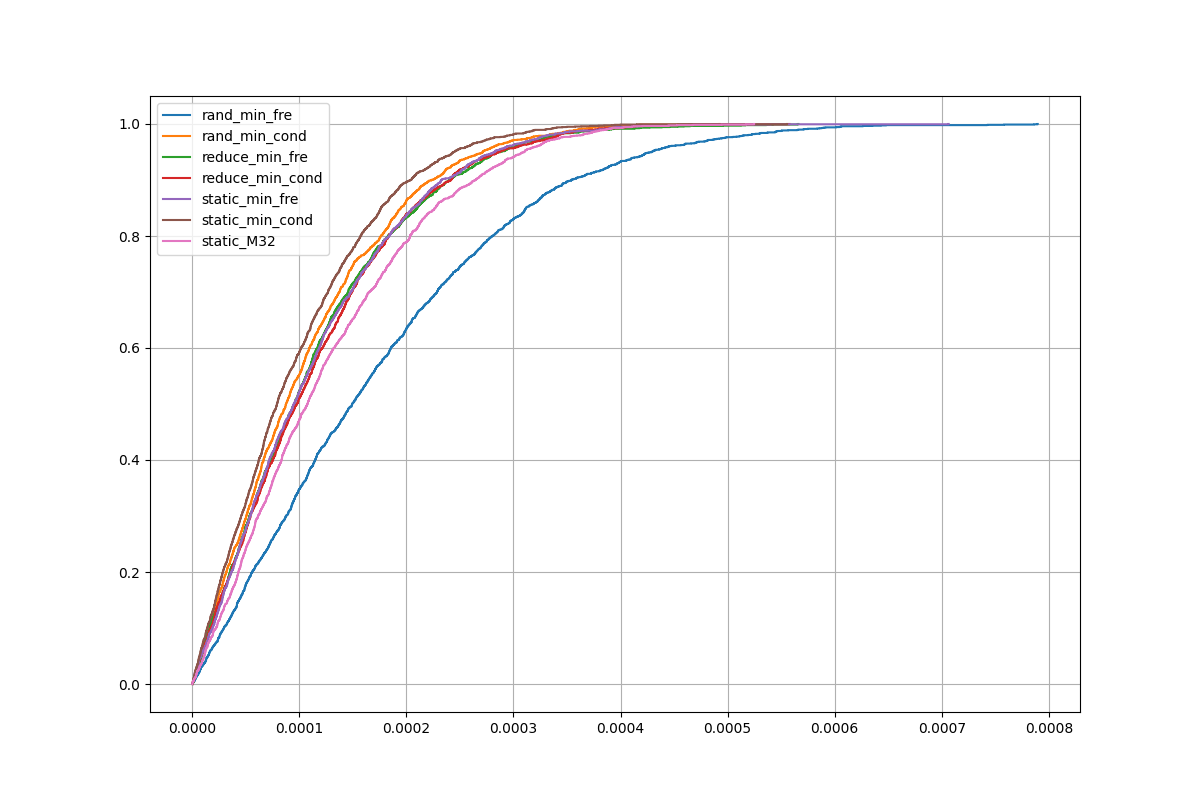 rand_min_fre
rand_min_cond
reduce_min_fre
reduce_min_cond
static_min_fre
static_min_cond
static_M32
1.0
0.8
0.6
0.4
0.2
0.0
0.0000 0.0001 0.0002 0.0003 0.0004 0.0005 0.0006 0.0007 0.0008